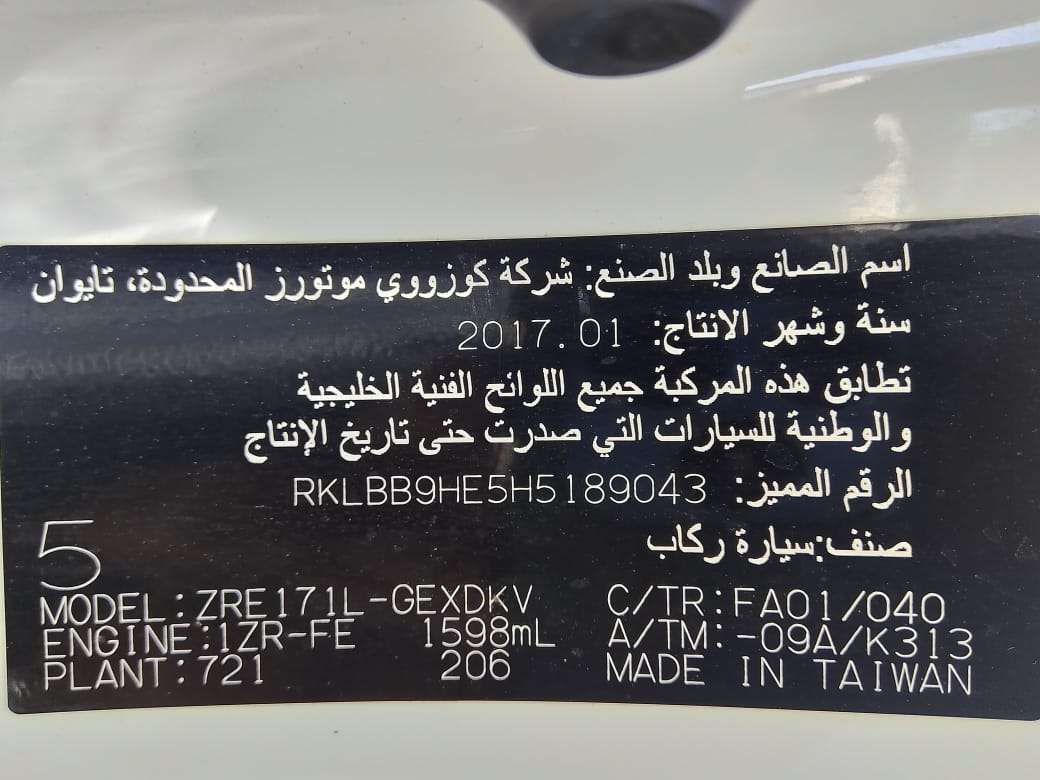 اسم الصانع وبلد الصنع: شركة كوزووي موتورز المحدودة، تايوان
سنة وشهر الانتاج: 2017.01
تطابق هذه المركبة جميع اللوائح الفنية الخليجية
والوطنية للسيارات التي صدرت حتى تاريخ الإنتاج
الرقم المميز: RKLBB9HE5H5189043
صنف:سيارة ركاب
5
MODEL:ZRE171L-GEXDKV C/TR:FA01/040
ENGINE:1ZR-FE 1598mL A/TM:-09A/K313
PLANT:721 206 MADE IN TAIWAN